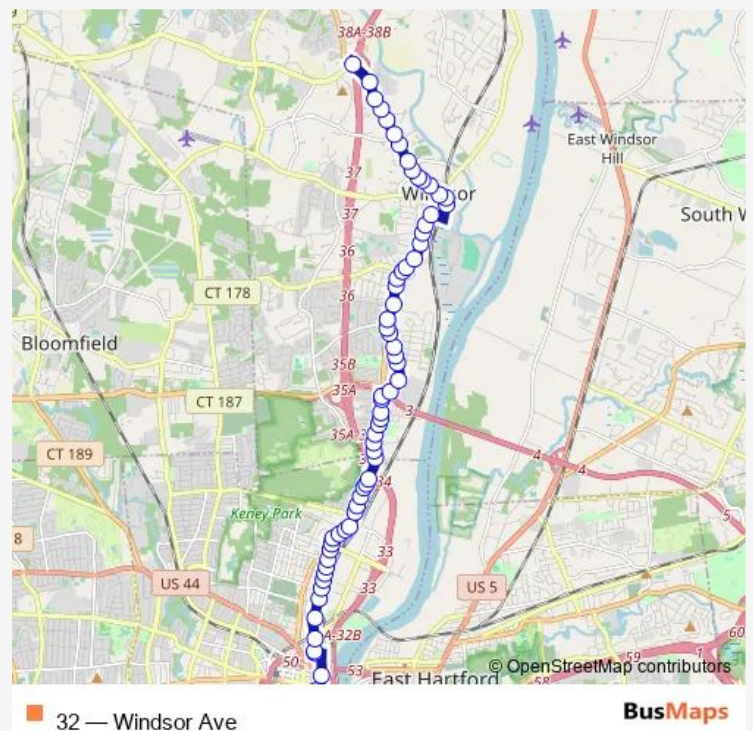 38A-38B
East Windsor
Hill
37
Windsor
South W
37
36
CT 178
36
Bloomfield
35B
35A
CT 187
3
35A-3
CT 189
4
4
34
Keney Park
5
8
33
US 44
US 5
33
A-32B
60
50
53
© OpenStreetMap contributors
East Hartford
58
1
32 — Windsor Ave
BusMaps